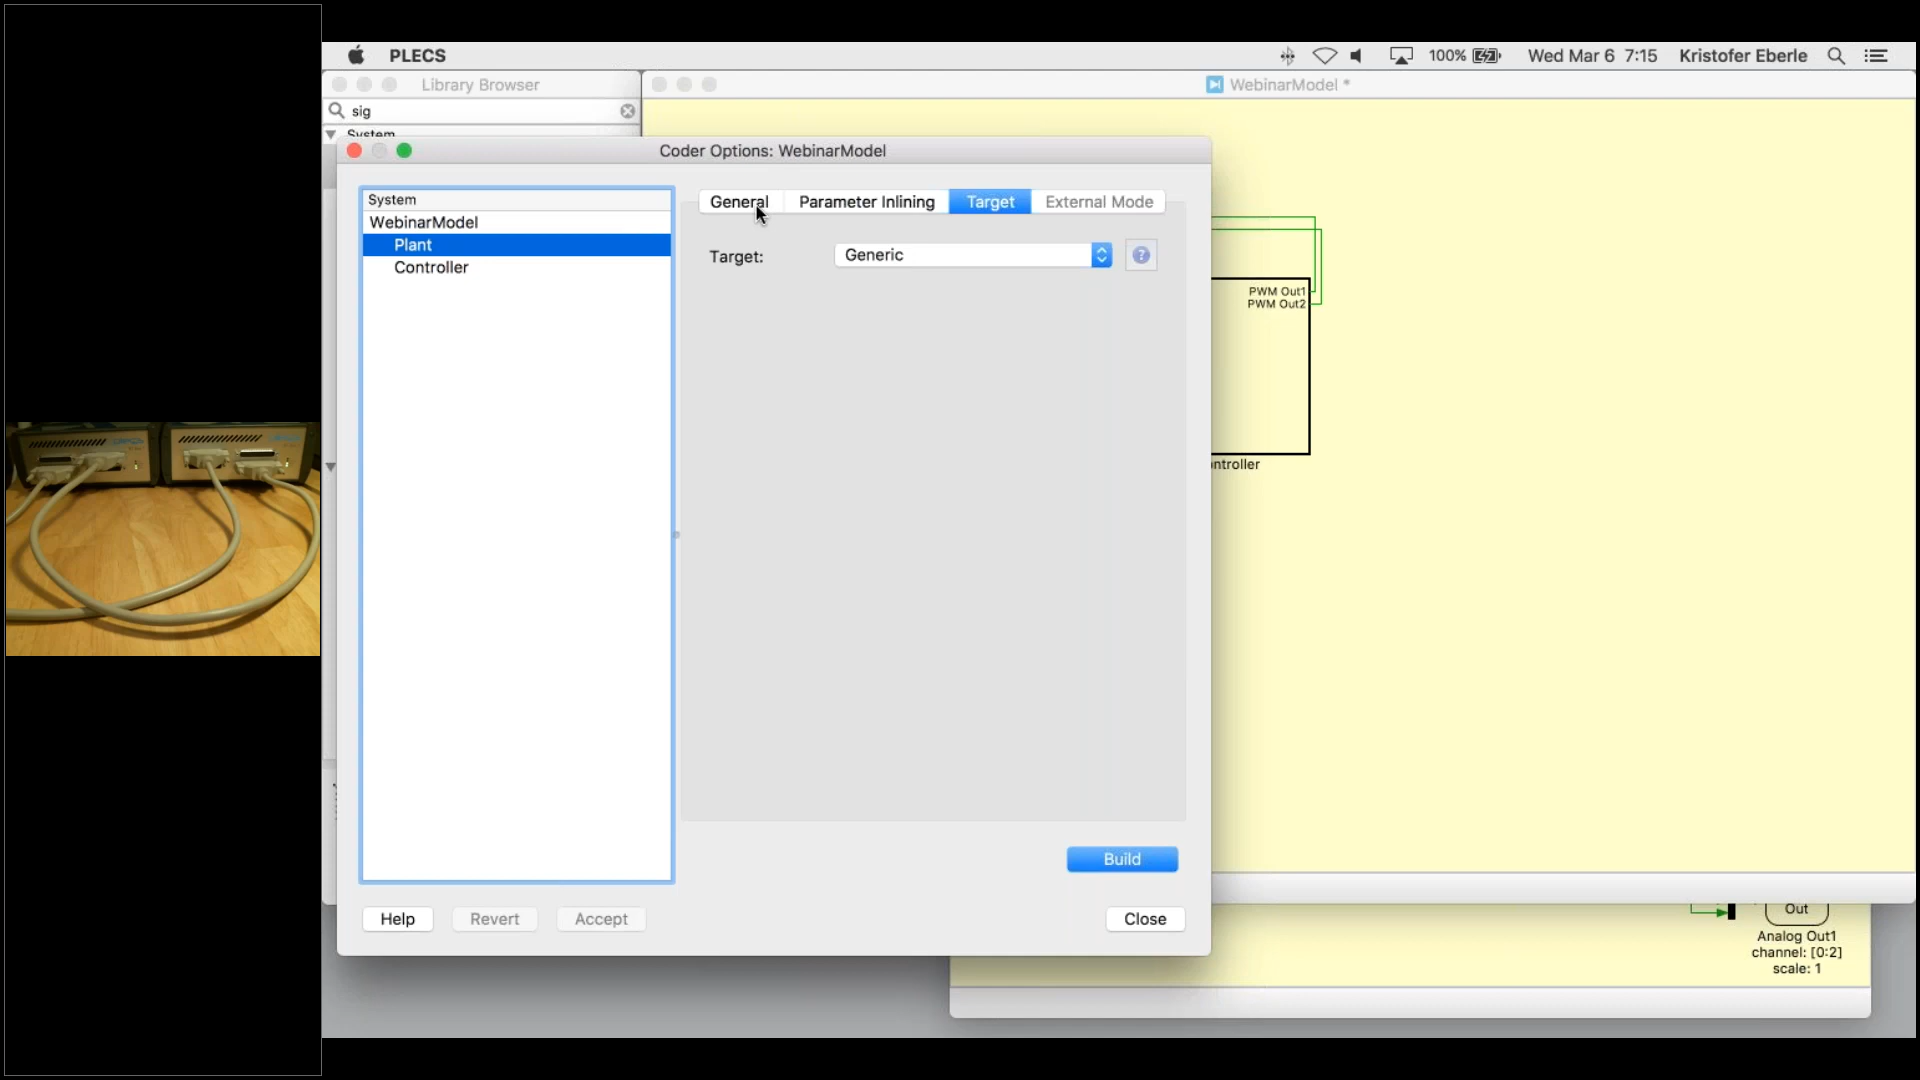 PLECS
100%
Wed Mar 6 7:15
Kristofer Eberle
Library Browser
WebinarModel *
sig
System
Coder Options: WebinarModel
System
WebinarModel
Plant
Controller
General
Parameter Inlining
Target
External Mode
Target:
Generic
?
PWM Out1
PWM Out2
ntroller
Build
Help
Revert
Accept
Close
Out
Analog Out1
channel: [0:2]
scale: 1